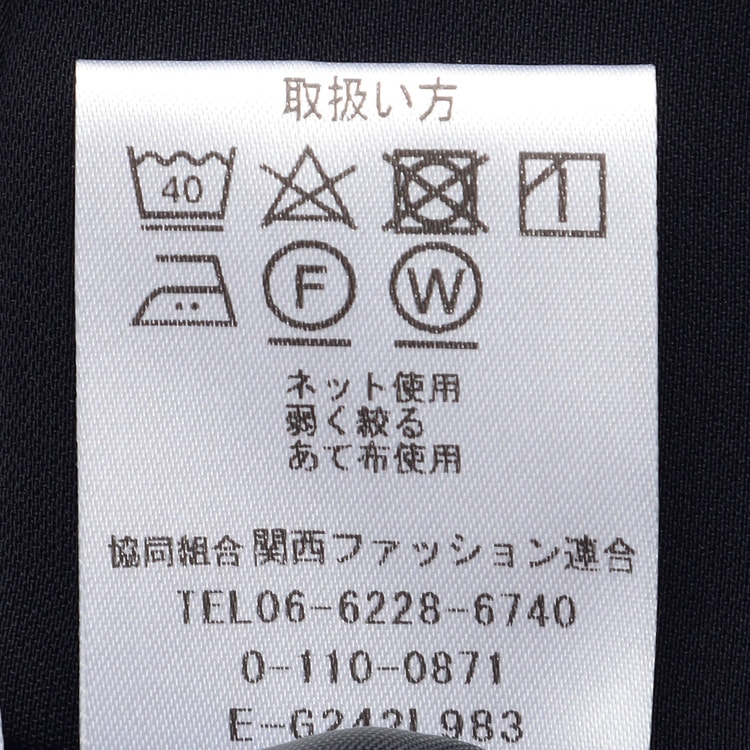 取扱い方
40
F W
ネット使用
弱く絞る
あて布使用
協同組合関西ファッション連合
TEL06-6228-6740
0-110-0871
E-G242L983